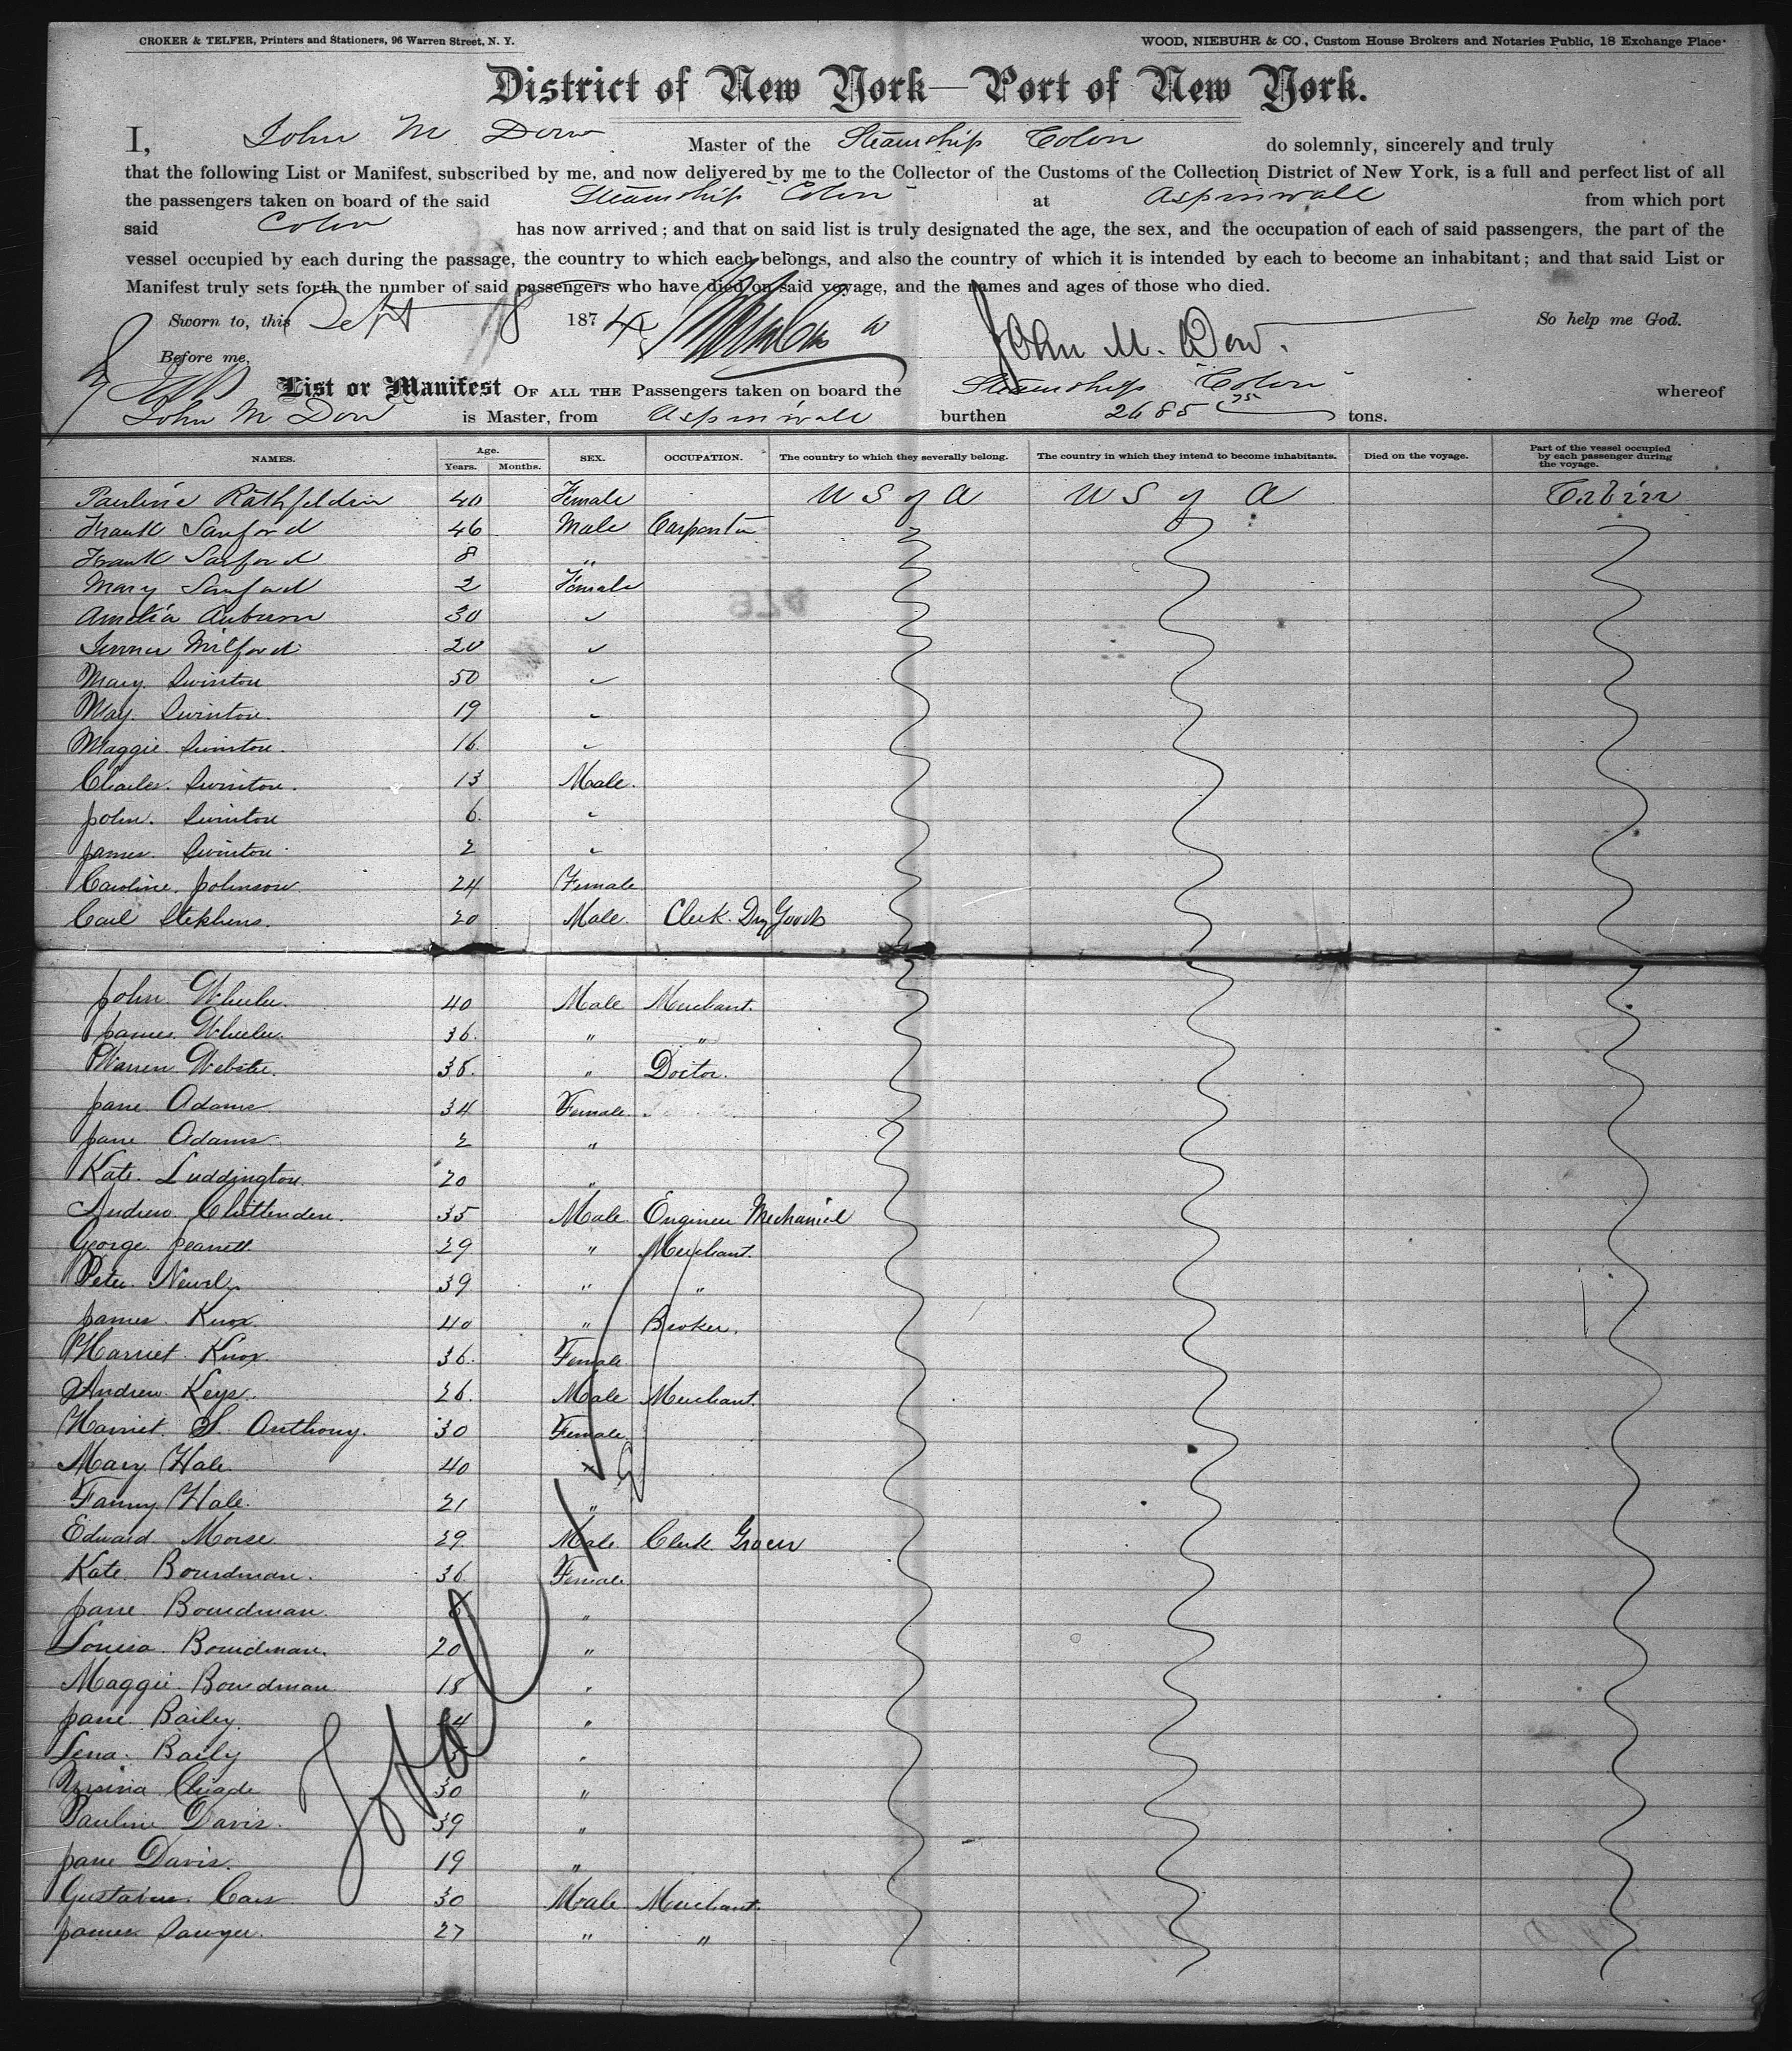 CROKER & TELFER, Printers and Stationers, 96 Warren Street, N. Y.
WOOD, NIEBUHR & CO., Custom House Brokers and Notaries Public, 18 Exchange Place
District of New York—Port of New York.
I, John M. Dow Master of the Steamship Colon do solemnly, sincerely and truly
that the following List or Manifest, subscribed by me, and now delivered by me to the Collector of the Customs of the Collection District of New York, is a full and perfect list of all
the passengers taken on board of the said Steamship "Colon" at Aspinwall from which port
said Colon has now arrived; and that on said list is truly designated the age, the sex, and the occupation of each of said passengers, the part of the
vessel occupied by each during the passage, the country to which each belongs, and also the country of which it is intended by each to become an inhabitant; and that said List or
Manifest truly sets forth the number of said passengers who have died on said voyage, and the names and ages of those who died.
Sworn to, this Sept 18 1874 John M. Dow. So help me God.
Before me,
List or Manifest OF ALL THE Passengers taken on board the Steamship "Colon" whereof
John M Dow is Master, from Aspinwall burthen 2685 75 tons.
NAMES. Age. Years. Months. SEX. OCCUPATION. The country to which they severally belong. The country in which they intend to become inhabitants. Died on the voyage. Part of the vessel occupied by each passenger during the voyage.
Pauline 40 Female U S of A U S of A Cabin
Frank Sanford 46 Male Carpenter
Frank Sanford 8 "
Mary Sanford 2 Female
Amelia Auburn 30 "
Milford 20 "
Mary Swinton 50 "
May. Swinton. 19 "
Maggie Swinton. 16. "
Charles. Swinton. 13 Male.
John. Swinton 6. "
James. Swinton. 2 "
Caroline. Johnson. 24 Female
Carl Stephens. 20 Male. Clerk. Dry Goods
John Wheeler. 40 Male Merchant.
James. Wheeler. 36. " "
Warren Webster. 38. " Doctor.
Jane Adams 34 Female
Jane Adams 2 "
Kate. Luddington. 20 "
Andrew Chittenden. 35 Male. Engineer Mechanical
George 29 " Merchant.
Peter 39 " "
James Knox. 40 " Broker.
Harriet Knox. 36. Female
Andrew Keys. 26. Male Merchant.
Harriet S. Anthony. 30 Female
Mary Hale 40 "
Fanny Hale. 21 "
Edward Morse 29 Male Clerk Grocer
Kate. Bourdman. 36 Female
Jane Bourdman. "
Louisa. Bourdman. 20 "
Maggie. Bourdman 18 "
Jane Bailey. "
Lena. Baily "
30 "
Pauline Davis. 39 "
Jane Davis. 19 "
Gustavus 30 Male Merchant.
James Sawyer. 27 " "
Total